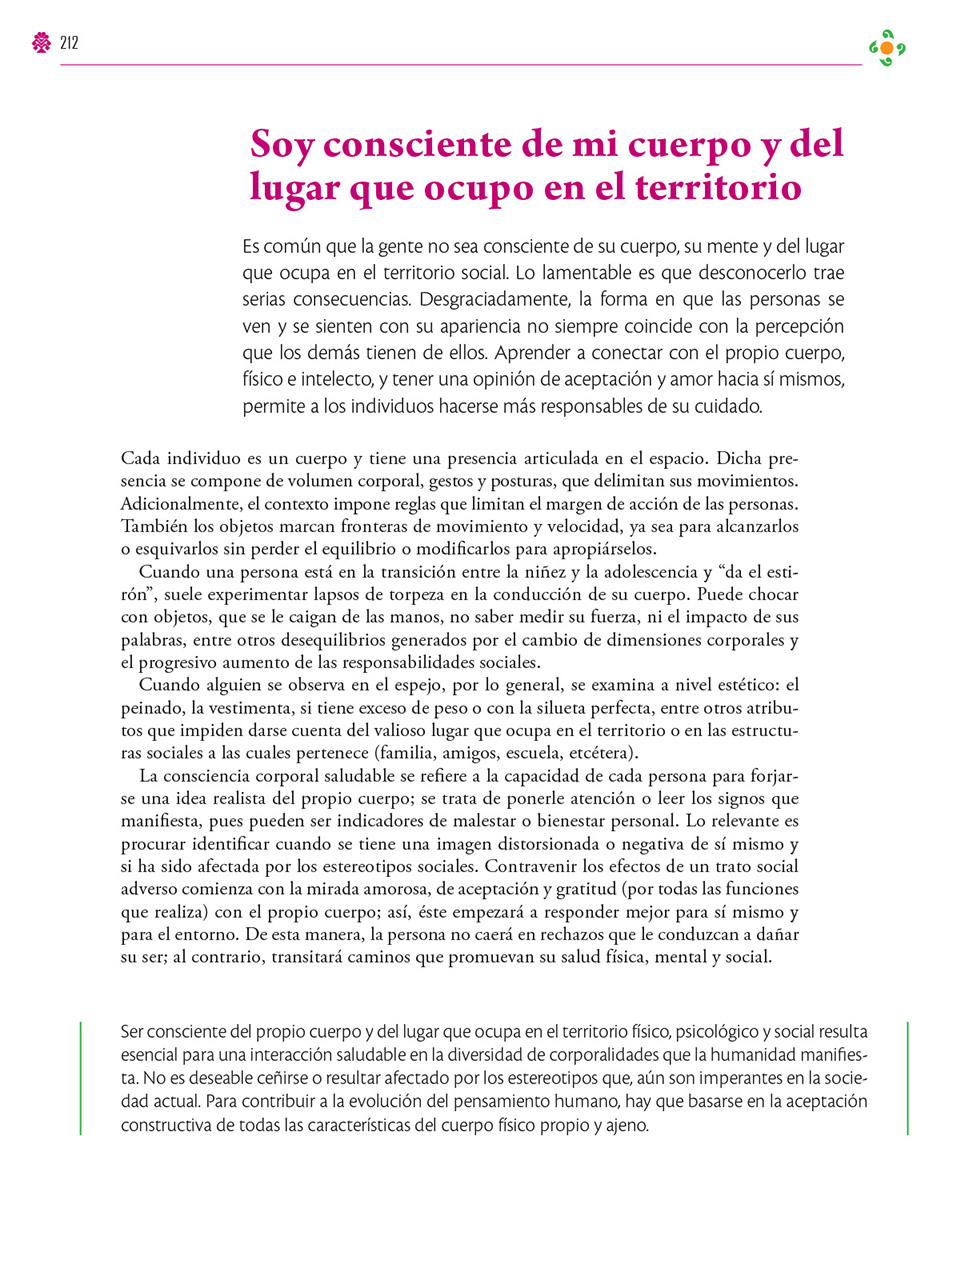 212
Soy consciente de mi cuerpo y del
lugar que ocupo en el territorio
Es común que la gente no sea consciente de su cuerpo, su mente y del lugar
que ocupa en el territorio social. Lo lamentable es que desconocerlo trae
serias consecuencias. Desgraciadamente, la forma en que las personas se
ven y se sienten con su apariencia no siempre coincide con la percepción
que los demás tienen de ellos. Aprender a conectar con el propio cuerpo,
físico e intelecto, y tener una opinión de aceptación y amor hacia sí mismos,
permite a los individuos hacerse más responsables de su cuidado.
Cada individuo es un cuerpo y tiene una presencia articulada en el espacio. Dicha pre-
sencia se compone de volumen corporal, gestos y posturas, que delimitan sus movimientos.
Adicionalmente, el contexto impone reglas que limitan el margen de acción de las personas.
También los objetos marcan fronteras de movimiento y velocidad, ya sea para alcanzarlos
o esquivarlos sin perder el equilibrio o modificarlos para apropiárselos.
Cuando una persona está en la transición entre la niñez y la adolescencia y “da el esti-
rón”, suele experimentar lapsos de torpeza en la conducción de su cuerpo. Puede chocar
con objetos, que se le caigan de las manos, no saber medir su fuerza, ni el impacto de sus
palabras, entre otros desequilibrios generados por el cambio de dimensiones corporales y
el progresivo aumento de las responsabilidades sociales.
Cuando alguien se observa en el espejo, por lo general, se examina a nivel estético: el
peinado, la vestimenta, si tiene exceso de peso o con la silueta perfecta, entre otros atribu-
tos que impiden darse cuenta del valioso lugar que ocupa en el territorio o en las estructu-
ras sociales a las cuales pertenece (familia, amigos, escuela, etcétera).
La consciencia corporal saludable se refiere a la capacidad de cada persona para forjar-
se una idea realista del propio cuerpo; se trata de ponerle atención o leer los signos que
manifiesta, pues pueden ser indicadores de malestar o bienestar personal. Lo relevante es
procurar identificar cuando se tiene una imagen distorsionada o negativa de sí mismo y
si ha sido afectada por los estereotipos sociales. Contravenir los efectos de un trato social
adverso comienza con la mirada amorosa, de aceptación y gratitud (por todas las funciones
que realiza) con el propio cuerpo; así, éste empezará a responder mejor para sí mismo y
para el entorno. De esta manera, la persona no caerá en rechazos que le conduzcan a dañar
su ser; al contrario, transitará caminos que promuevan su salud física, mental y social.
Ser consciente del propio cuerpo y del lugar que ocupa en el territorio físico, psicológico y social resulta
esencial para una interacción saludable en la diversidad de corporalidades que la humanidad manifies-
ta. No es deseable ceñirse o resultar afectado por los estereotipos que, aún son imperantes en la socie-
dad actual. Para contribuir a la evolución del pensamiento humano, hay que basarse en la aceptación
constructiva de todas las características del cuerpo físico propio y ajeno.